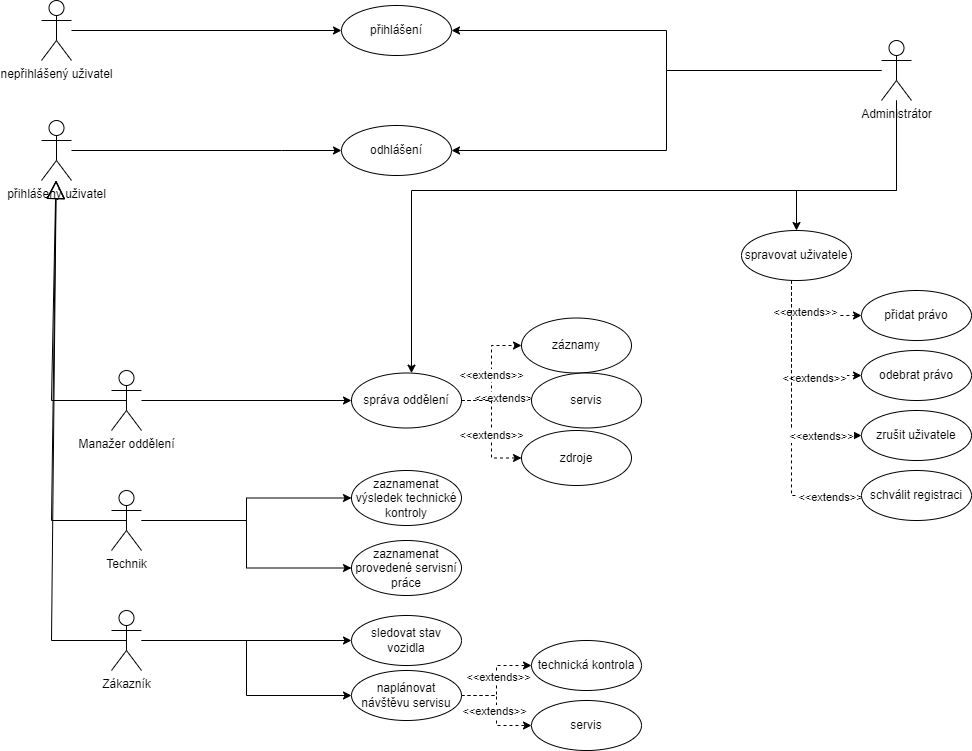 přihlášení
nepřihlášený uživatel
Administrátor
odhlášení
přihlášený uživatel
spravovat uživatele
<<extends>>
přidat právo
záznamy
<<extends>>
<<extends>>
odebrat právo
správa oddělení
<<extends>>
servis
Manažer oddělení
<<extends>>
<<extends>>
zrušit uživatele
zdroje
zaznamenat
výsledek technické
kontroly
<<extends>>
schválit registraci
Technik
zaznamenat
provedené servisní
práce
sledovat stav
vozidla
technická kontrola
Zákazník
<<extends>>
naplánovat
návštěvu servisu
<<extends>>
servis